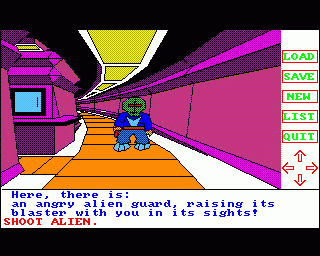 LOAD
SAVE
NEW
LIST
QUIT
Here, there is:
an angry alien guard, raising its
blaster with you in its sights!
SHOOT ALIEN.